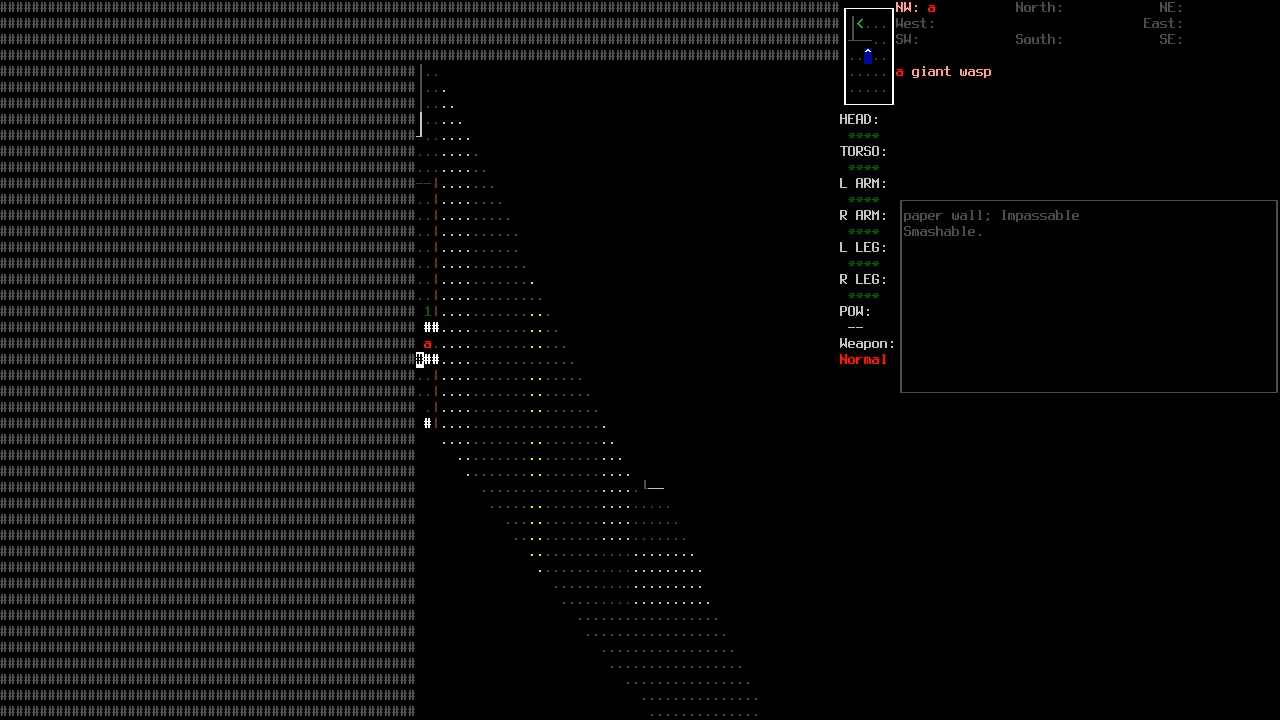 NW: a North: NE:
West: East:
SW: South: SE:
a giant wasp
HEAD:
****
TORSO:
****
L ARM:
****
R ARM:
****
L LEG:
****
R LEG:
****
POW:
--
Weapon:
Normal
paper wall; Impassable
Smashable.